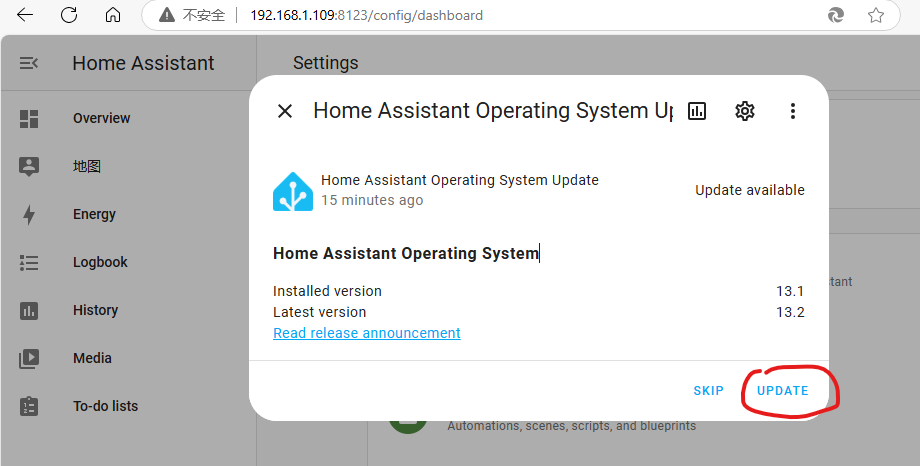 不安全 192.168.1.109:8123/config/dashboard
Home Assistant
Settings
Home Assistant Operating System Up
Overview
地图
Energy
Logbook
History
Media
To-do lists
Home Assistant Operating System Update
15 minutes ago
Update available
Home Assistant Operating System
Installed version 13.1
Latest version 13.2
Read release announcement
SKIP UPDATE
tant
Automations, scenes, scripts, and blueprints